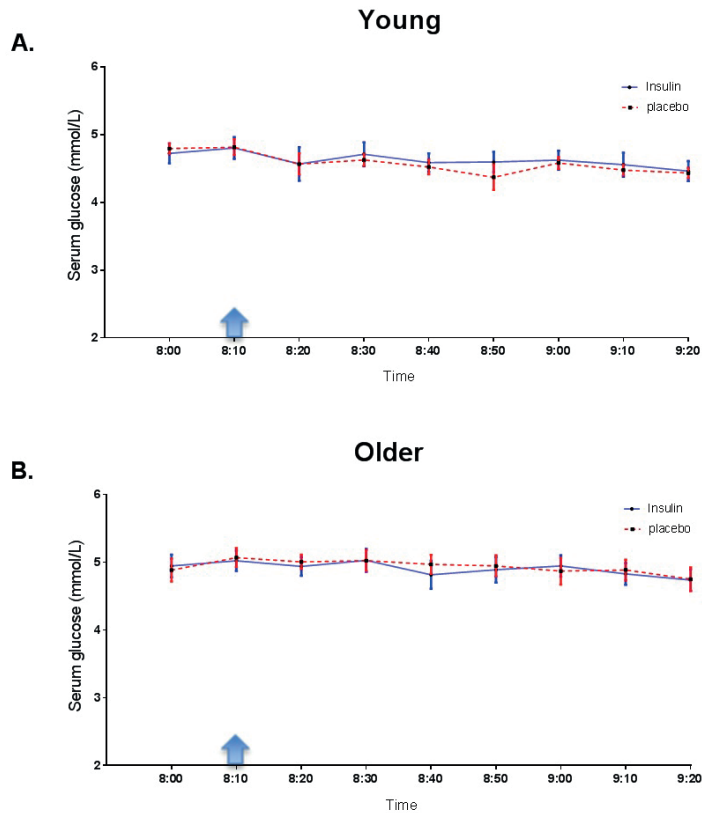 Young
A.
6
5
4
3
2
Serum glucose (mmol/L)
Insulin
placebo
8:00 8:10 8:20 8:30 8:40 8:50 9:00 9:10 9:20
Time
Older
B.
6
5
4
3
2
Serum glucose (mmol/L)
Insulin
placebo
8:00 8:10 8:20 8:30 8:40 8:50 9:00 9:10 9:20
Time